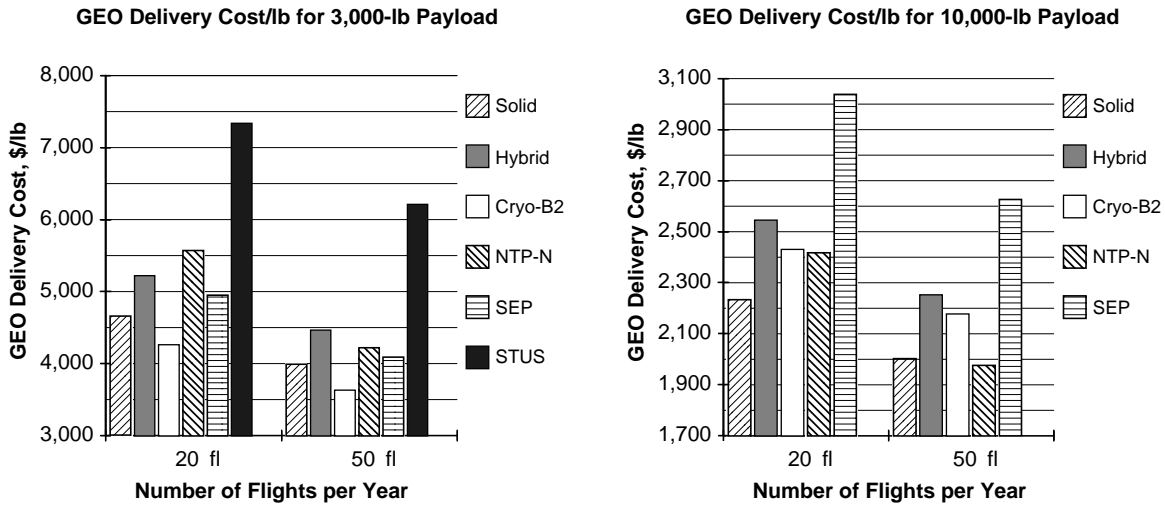 GEO Delivery Cost/lb for 3,000-lb Payload
GEO Delivery Cost, $/lb
8,000
7,000
6,000
5,000
4,000
3,000
20 fl
50 fl
Number of Flights per Year
Solid
Hybrid
Cryo-B2
NTP-N
SEP
STUS
GEO Delivery Cost/lb for 10,000-lb Payload
GEO Delivery Cost, $/lb
3,100
2,900
2,700
2,500
2,300
2,100
1,900
1,700
20 fl
50 fl
Number of Flights per Year
Solid
Hybrid
Cryo-B2
NTP-N
SEP